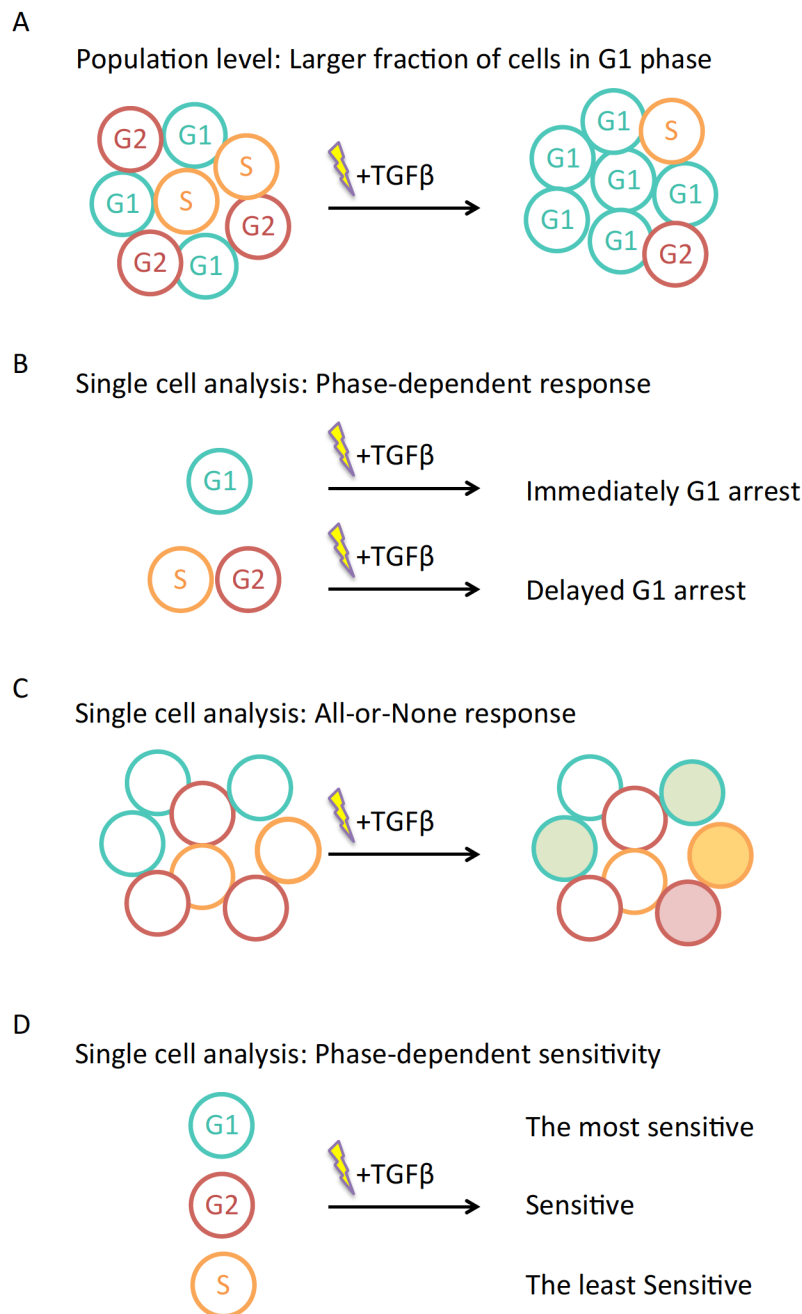 A
Population level: Larger fraction of cells in G1 phase
G2 G1 S G1 S G2 G2 G1
+TGFβ
G1 S G1 G1 G1 G1 G1 G2
B
Single cell analysis: Phase-dependent response
G1
+TGFβ
Immediately G1 arrest
S G2
+TGFβ
Delayed G1 arrest
C
Single cell analysis: All-or-None response
+TGFβ
D
Single cell analysis: Phase-dependent sensitivity
G1
The most sensitive
+TGFβ
G2
Sensitive
S
The least Sensitive